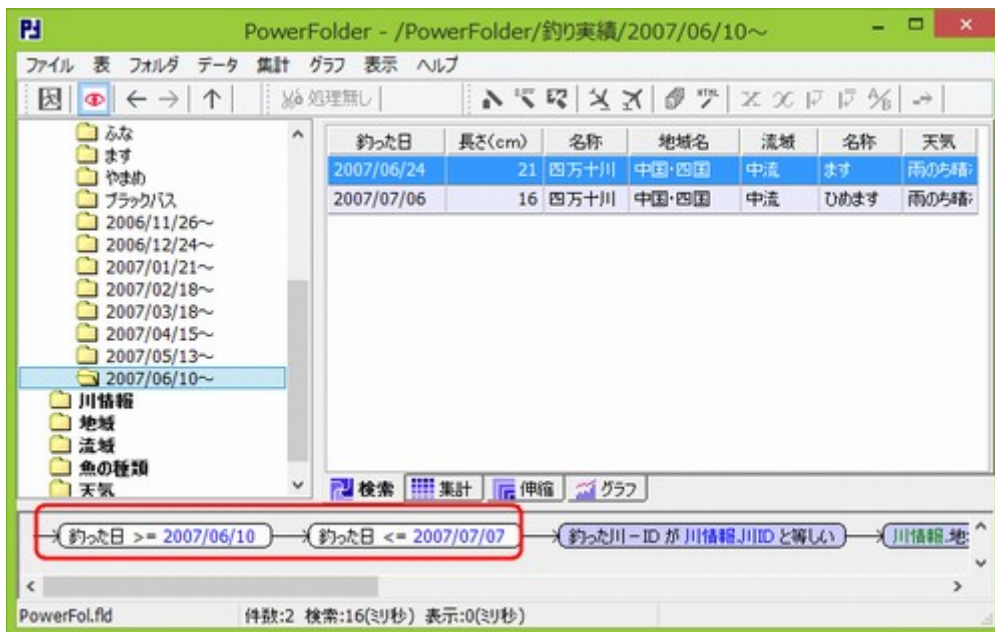 PowerFolder - /PowerFolder/釣り実績/2007/06/10～
ファイル 表 フォルダ データ 集計 グラフ 表示 ヘルプ
処理無し
ふな
ます
やまめ
ブラックバス
2006/11/26～
2006/12/24～
2007/01/21～
2007/02/18～
2007/03/18～
2007/04/15～
2007/05/13～
2007/06/10～
川情報
地域
流域
魚の種類
天気
釣った日 長さ(cm) 名称 地域名 流域 名称 天気
2007/06/24 21 四万十川 中国・四国 中流 ます 雨のち晴
2007/07/06 16 四万十川 中国・四国 中流 ひめます 雨のち晴
検索 集計 伸縮 グラフ
釣った日 >= 2007/06/10 釣った日 <= 2007/07/07 釣った川－ID が 川情報.川ID と等しい 川情報.地
PowerFol.fld 件数:2 検索:16(ミリ秒) 表示:0(ミリ秒)